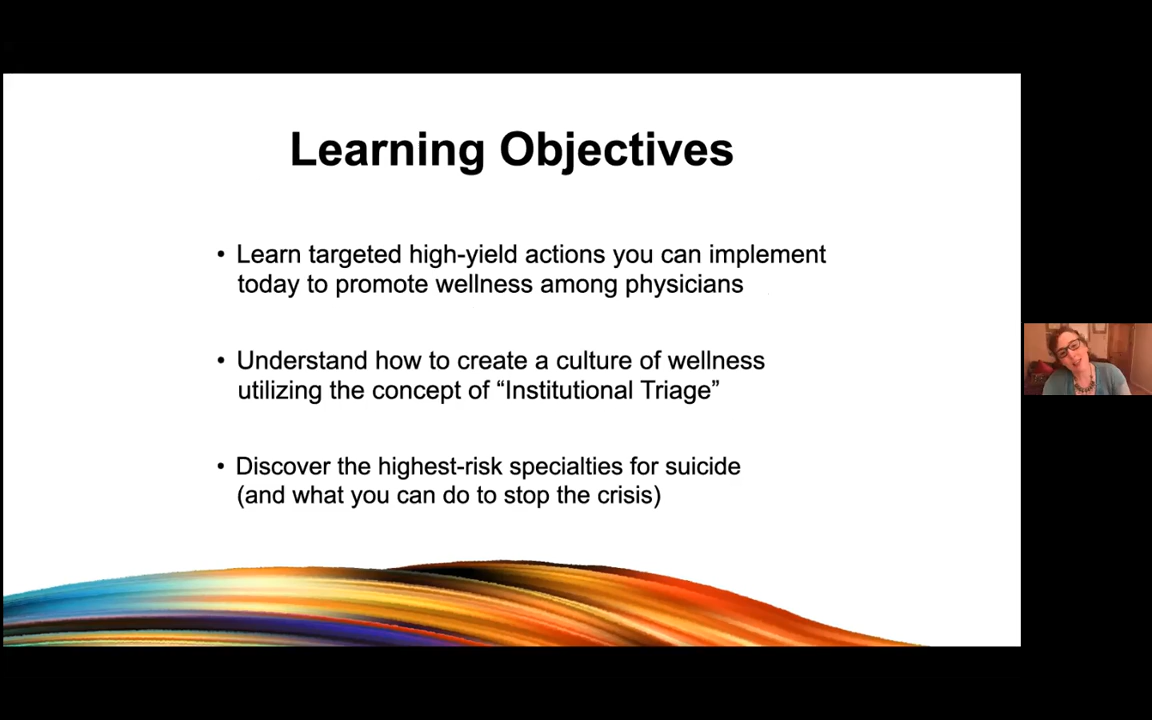 Learning Objectives
• Learn targeted high-yield actions you can implement
today to promote wellness among physicians
• Understand how to create a culture of wellness
utilizing the concept of “Institutional Triage”
• Discover the highest-risk specialties for suicide
(and what you can do to stop the crisis)